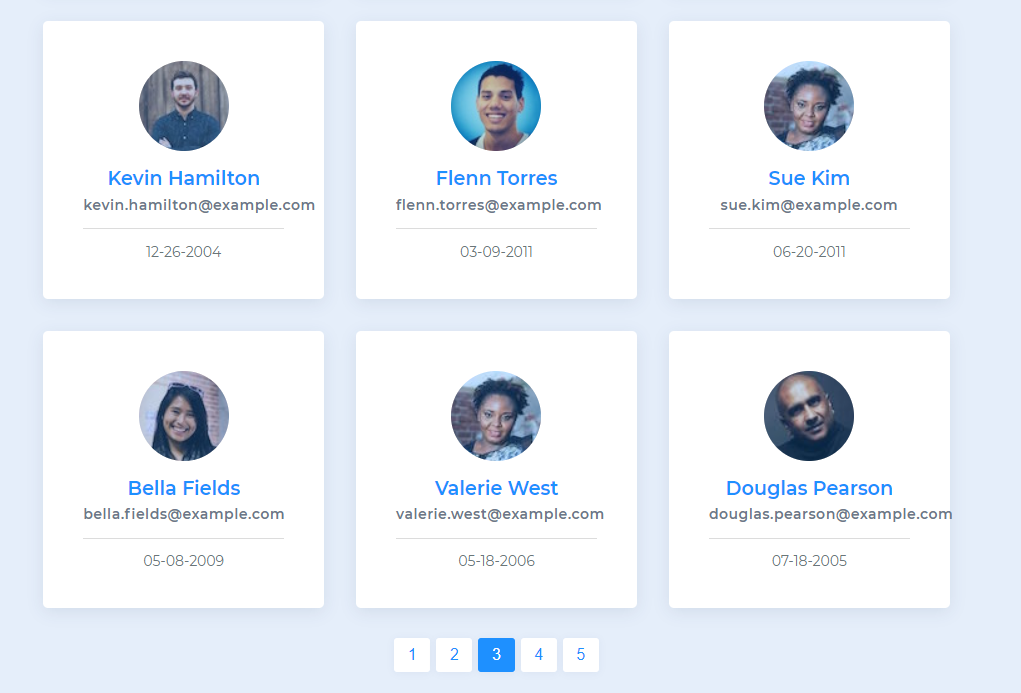 Kevin Hamilton
kevin.hamilton@example.com
12-26-2004
Flenn Torres
flenn.torres@example.com
03-09-2011
Sue Kim
sue.kim@example.com
06-20-2011
Bella Fields
bella.fields@example.com
05-08-2009
Valerie West
valerie.west@example.com
05-18-2006
Douglas Pearson
douglas.pearson@example.com
07-18-2005
1 2 3 4 5